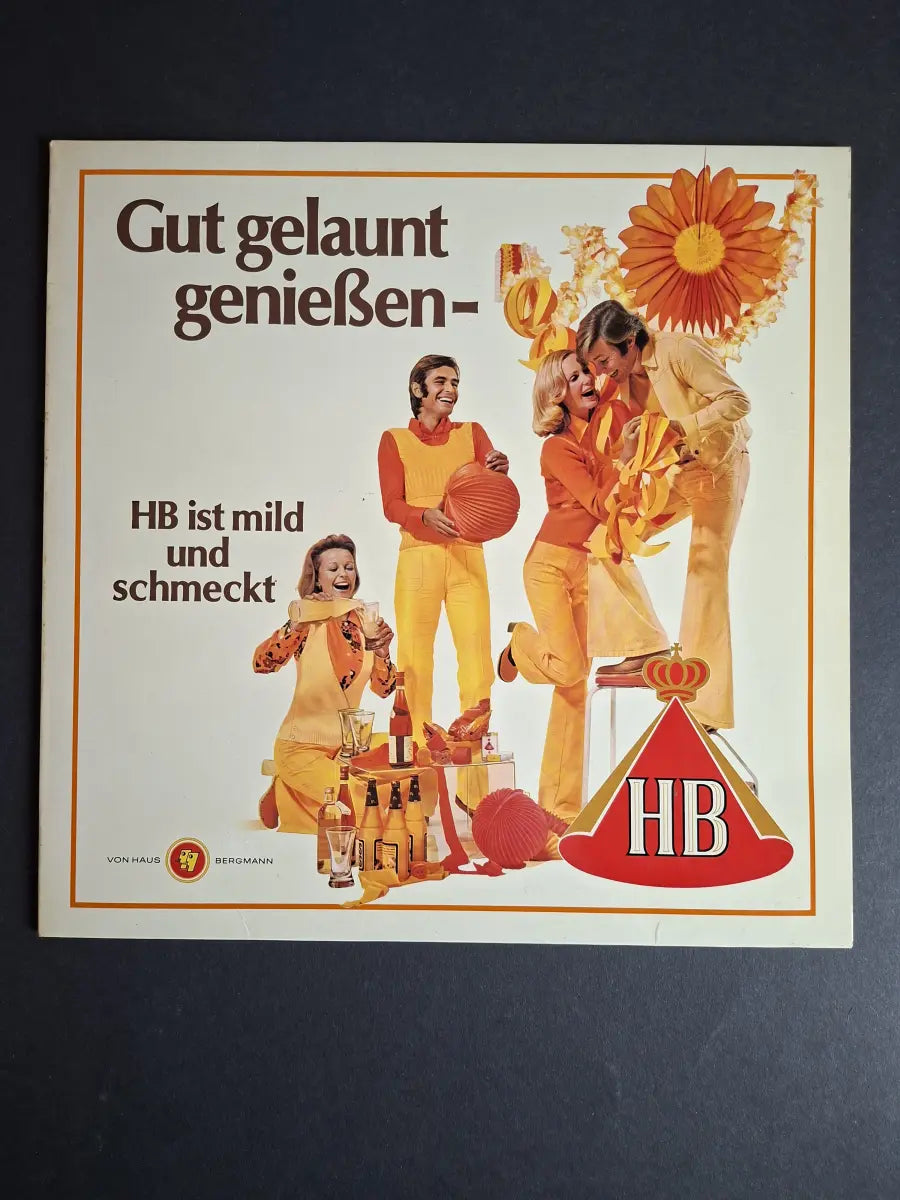 Gut gelaunt
genießen-
HB ist mild
und
schmeckt
VON HAUS BERGMANN
HB